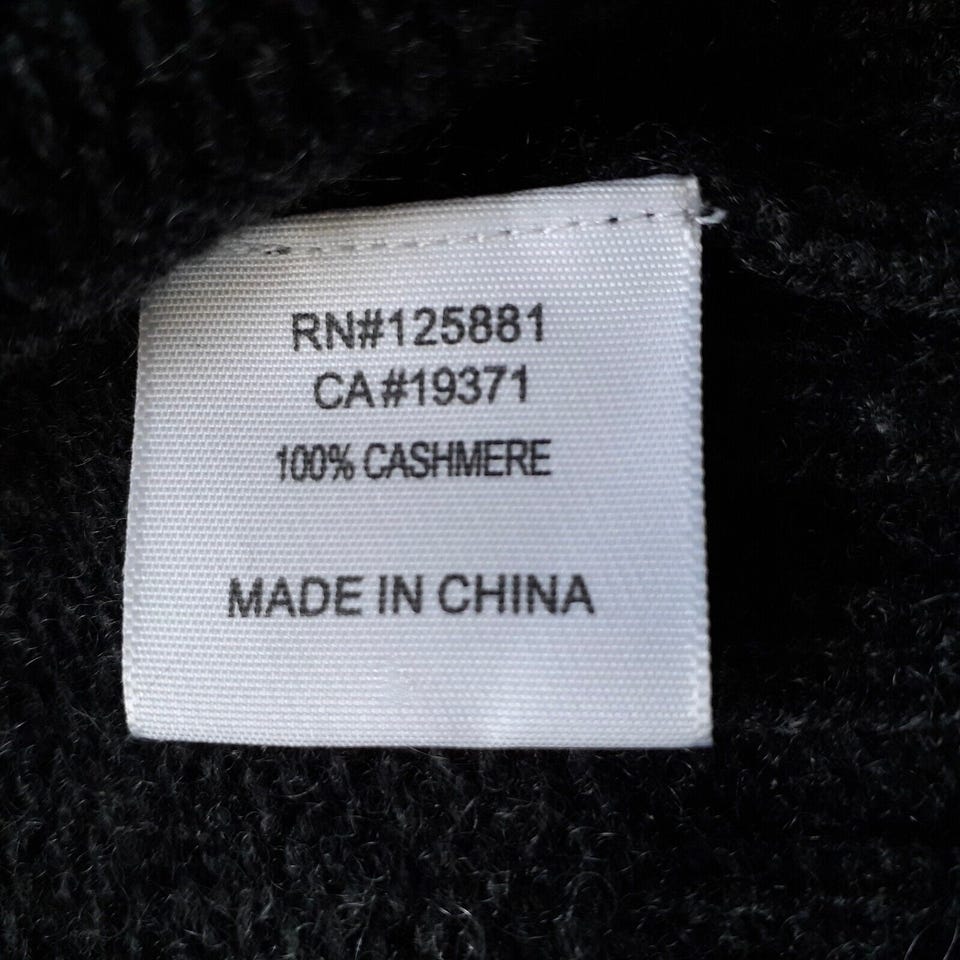 RN#125881
CA#19371
100% CASHMERE
MADE IN CHINA